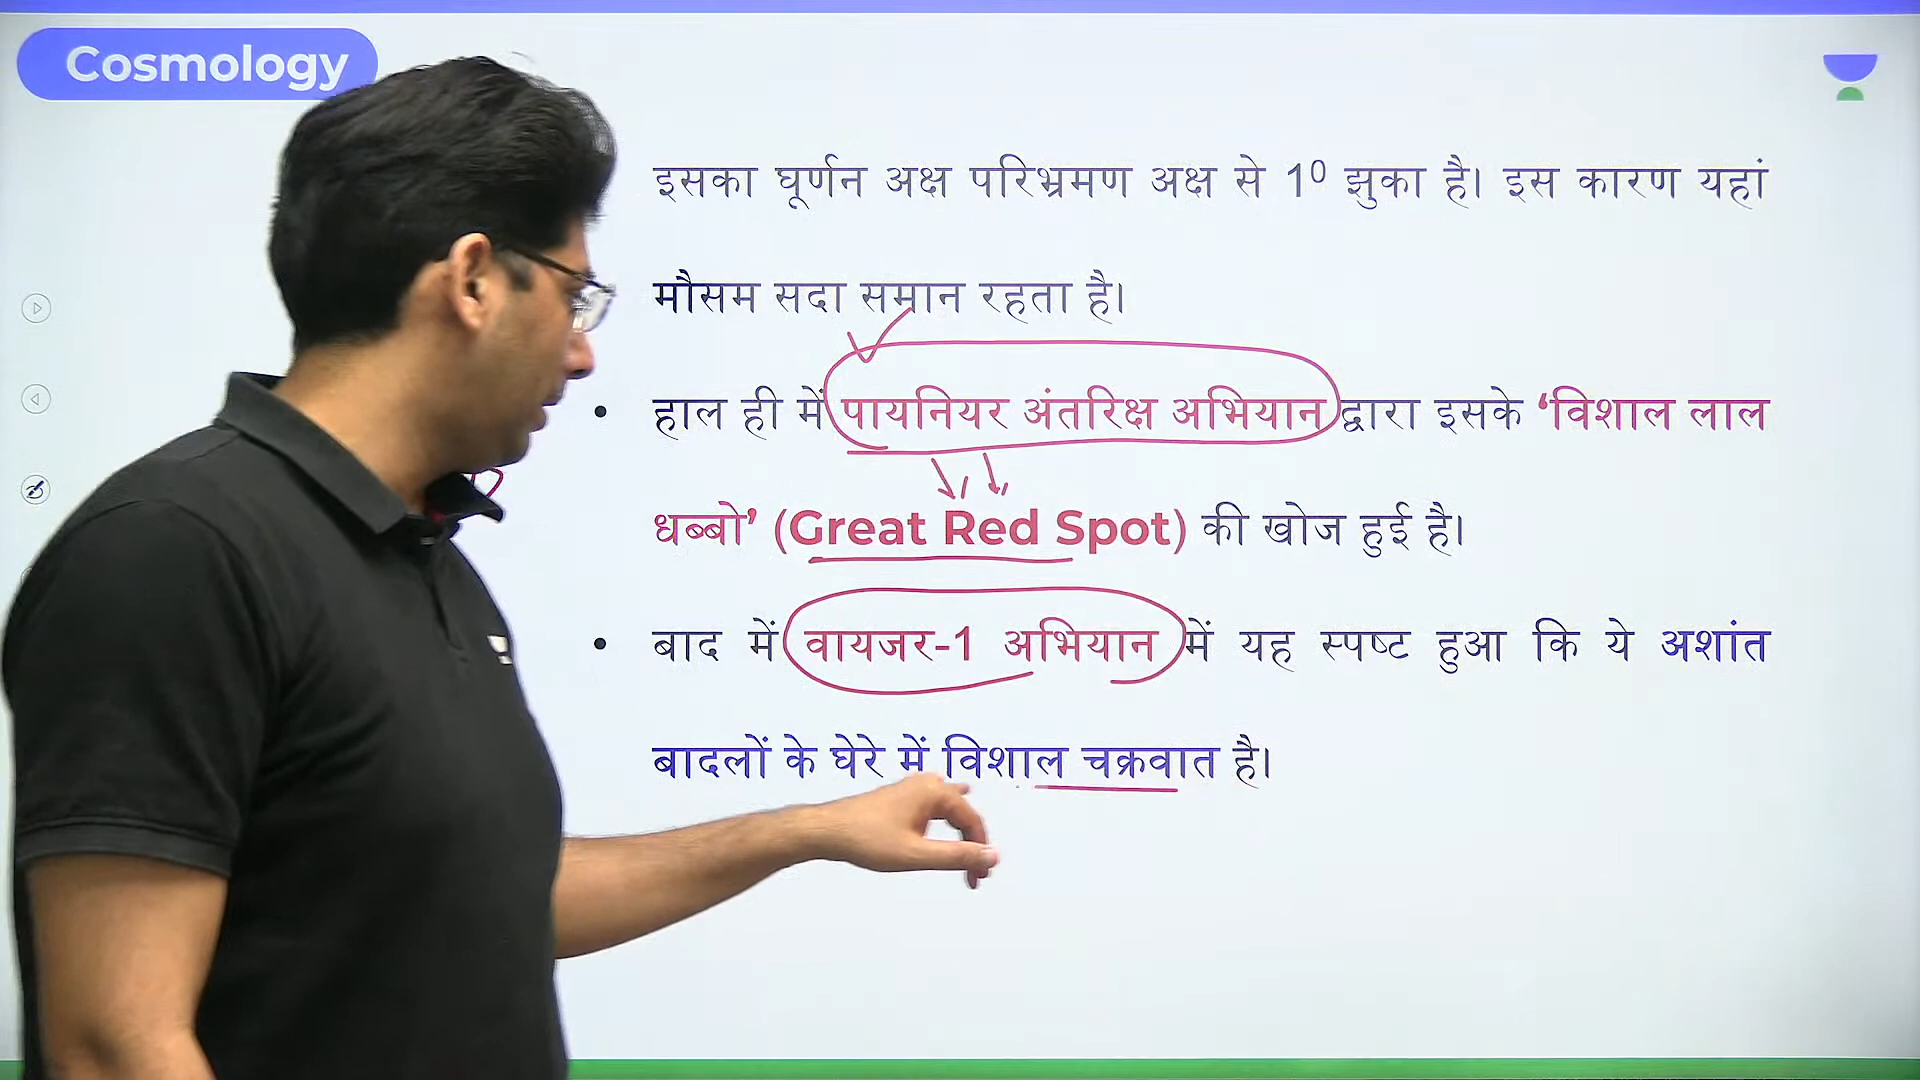 Cosmology
इसका घूर्णन अक्ष परिभ्रमण अक्ष से 1⁰ झुका है। इस कारण यहां
मौसम सदा समान रहता है।
• हाल ही में पायनियर अंतरिक्ष अभियान द्वारा इसके ‘विशाल लाल
धब्बो’ (Great Red Spot) की खोज हुई है।
• बाद में वायजर-1 अभियान में यह स्पष्ट हुआ कि ये अशांत
बादलों के घेरे में विशाल चक्रवात है।